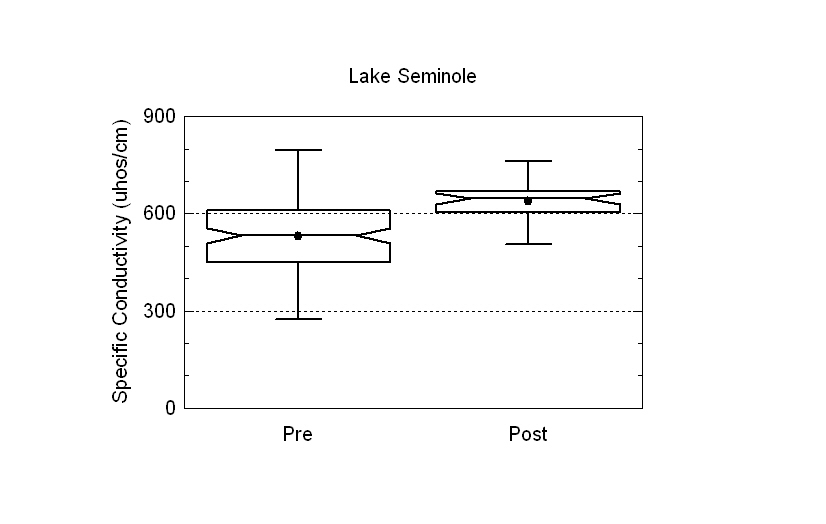 Lake Seminole
Specific Conductivity (uhos/cm)
900
600
300
0
Pre
Post